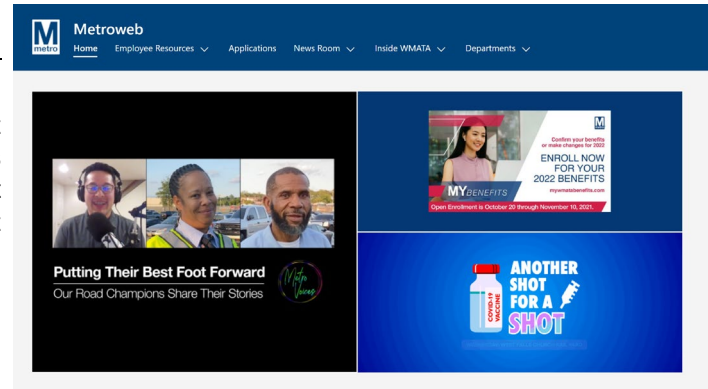 Metroweb
M
metro
Home Employee Resources Applications News Room Inside WMATA Departments
Putting Their Best Foot Forward
Our Road Champions Share Their Stories
Metro
Voices
M
Confirm your benefits
or make changes for 2022
ENROLL NOW
FOR YOUR
2022 BENEFITS
mywmatabenefits.com
MYBENEFITS
Open Enrollment is October 20 through November 10, 2021.
COVID-19
VACCINE
ANOTHER
SHOT
FOR A
SHOT